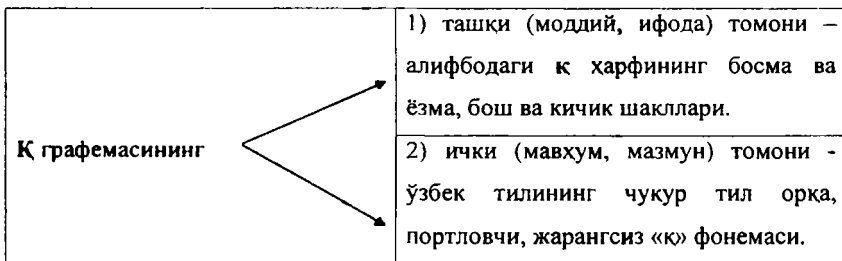 Қ графемасининг
1) ташқи (моддий, ифода) томони –
алифбодаги қ ҳарфининг босма ва
ёзма, бош ва кичик шакллари.
2) ички (мавҳум, мазмун) томони -
ўзбек тилининг чуқур тил орқа,
портловчи, жарангсиз «қ» фонемаси.